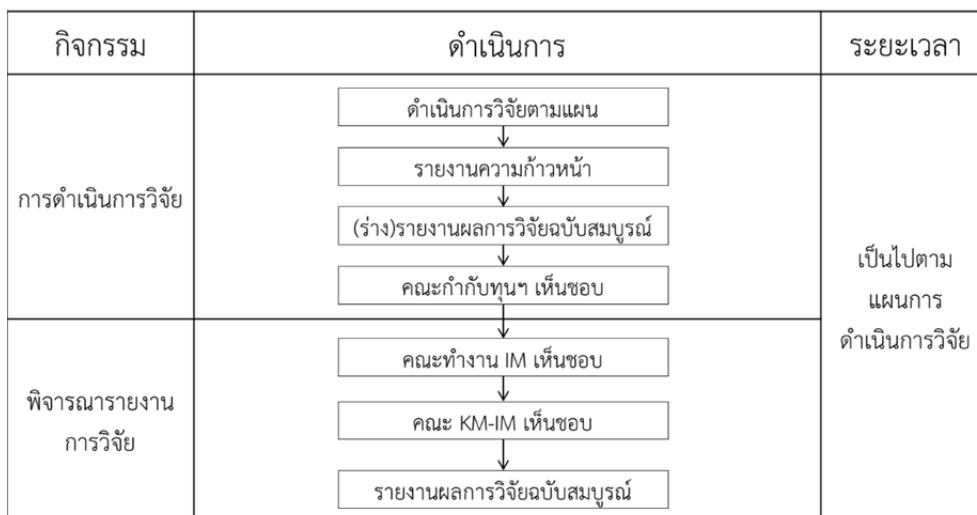 กิจกรรม
ดำเนินการ
ระยะเวลา
การดำเนินการวิจัย
ดำเนินการวิจัยตามแผน
รายงานความก้าวหน้า
(ร่าง)รายงานผลการวิจัยฉบับสมบูรณ์
คณะกำกับทุนฯ เห็นชอบ
พิจารณารายงาน
การวิจัย
คณะทำงาน IM เห็นชอบ
คณะ KM-IM เห็นชอบ
รายงานผลการวิจัยฉบับสมบูรณ์
เป็นไปตาม
แผนการ
ดำเนินการวิจัย